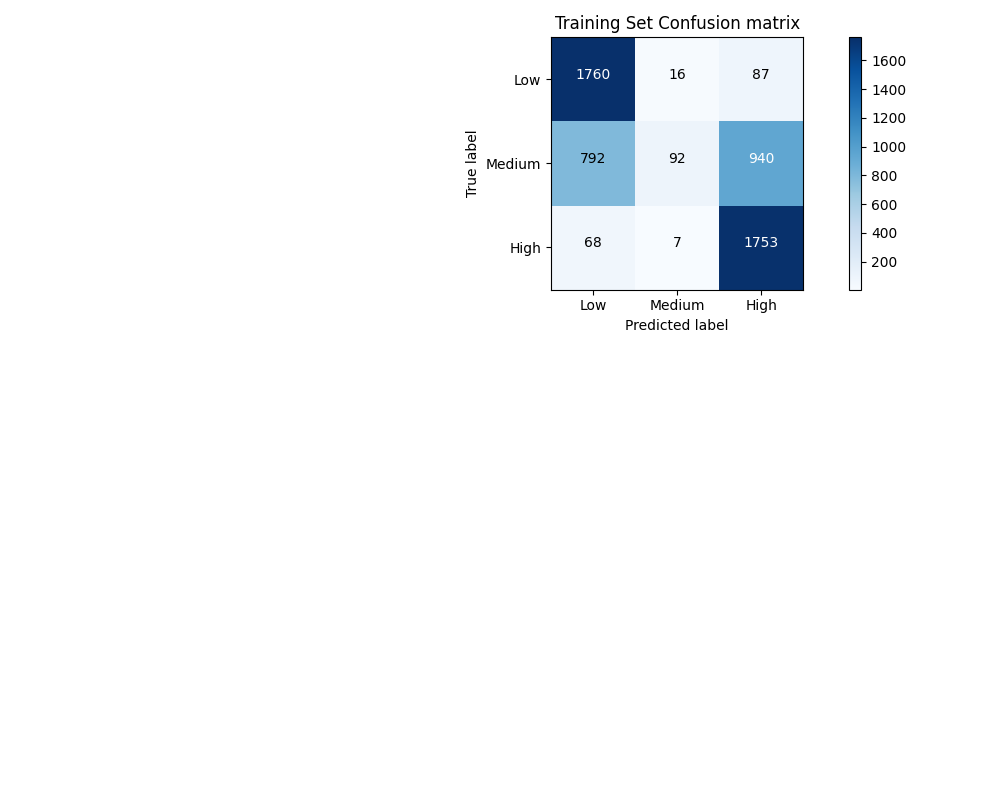 Training Set Confusion matrix
True label
Low 1760 16 87
Medium 792 92 940
High 68 7 1753
Low Medium High
Predicted label
1600
1400
1200
1000
800
600
400
200